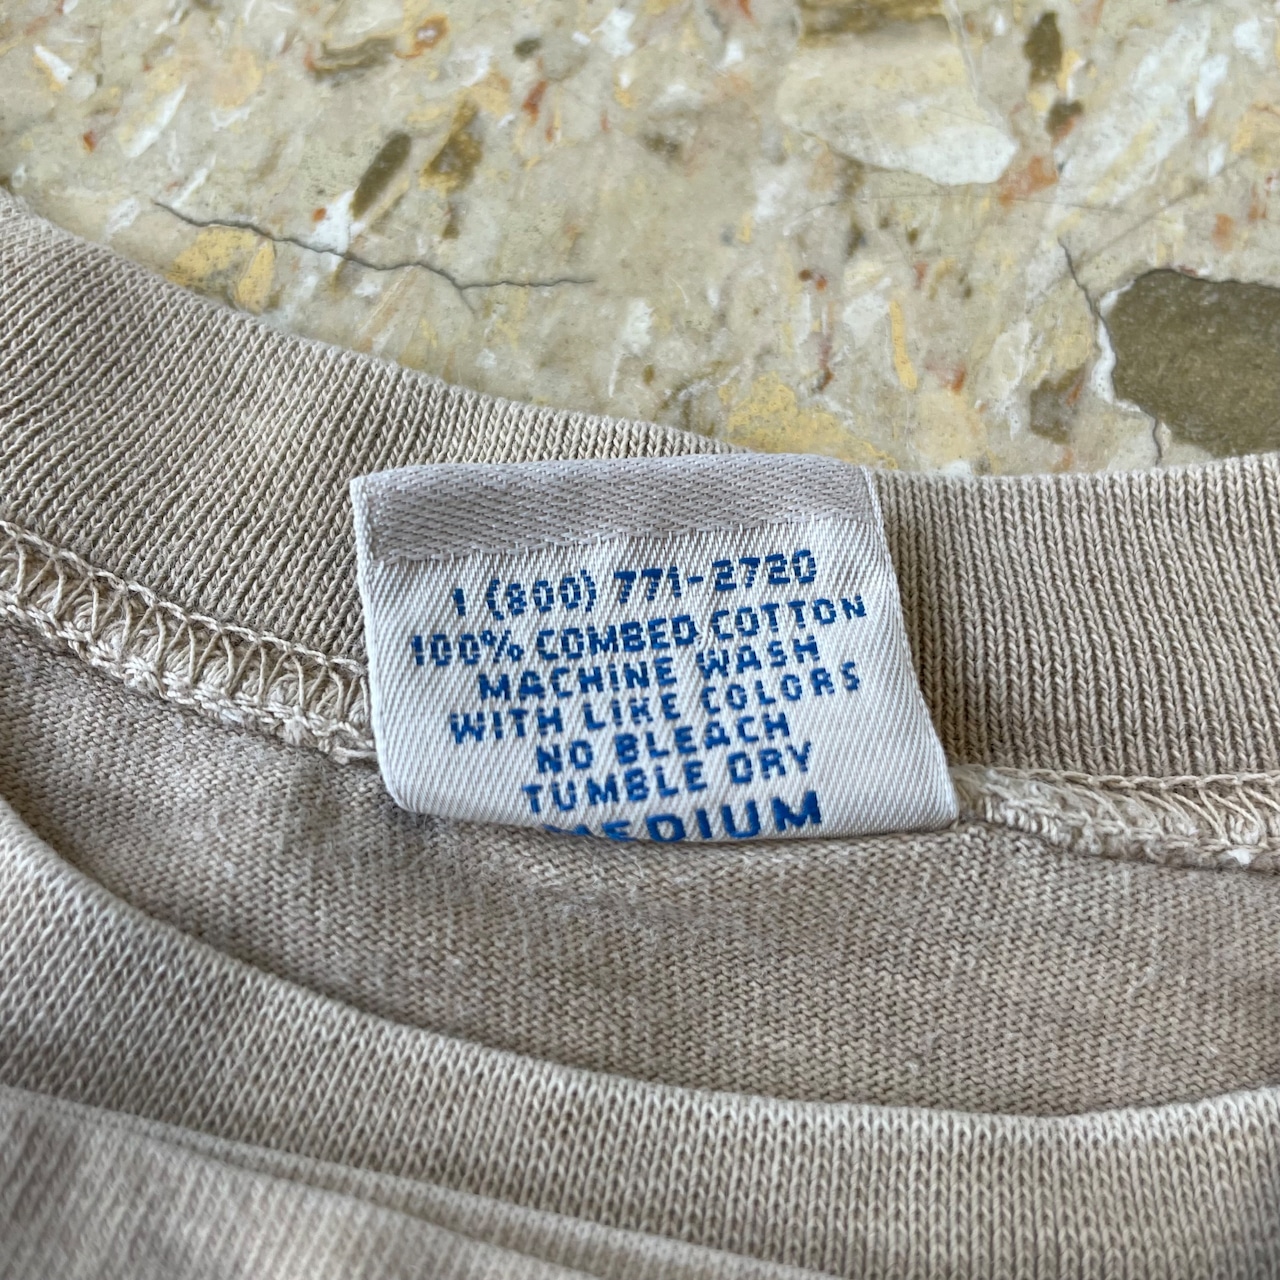 1 (800) 771-2720
100% COMBED COTTON
MACHINE WASH
WITH LIKE COLORS
NO BLEACH
TUMBLE DRY
MEDIUM